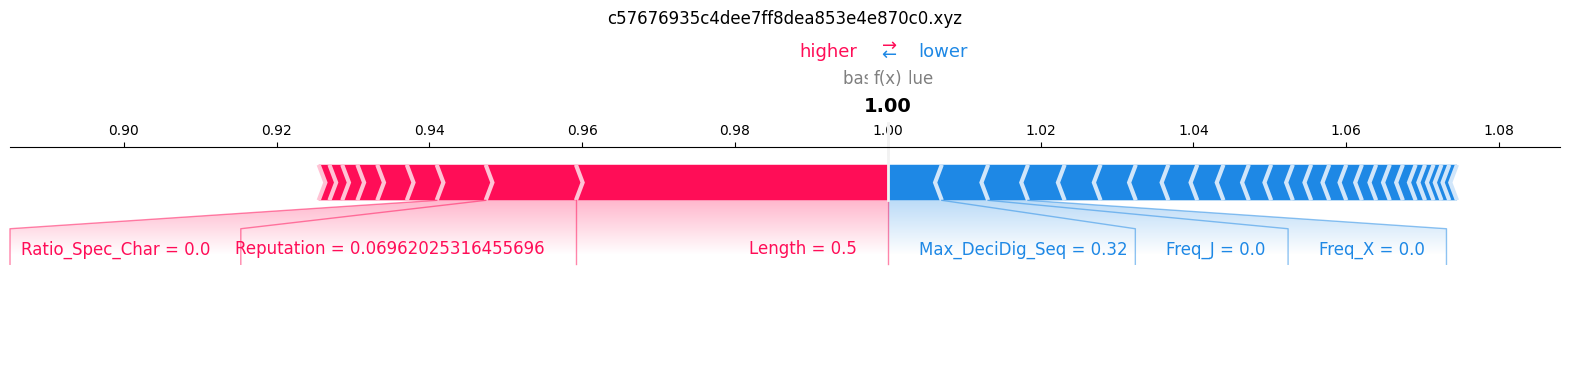 c57676935c4dee7ff8dea853e4e870c0.xyz
higher ⇄ lower
bas f(x) lue
1.00
0.90 0.92 0.94 0.96 0.98 1.00 1.02 1.04 1.06 1.08
Ratio_Spec_Char = 0.0 Reputation = 0.06962025316455696 Length = 0.5 Max_DeciDig_Seq = 0.32 Freq_J = 0.0 Freq_X = 0.0